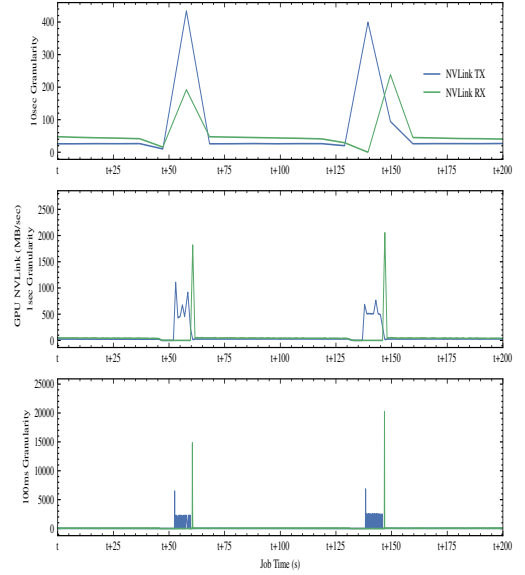 400
300
200
100
0
10sec Granularity
NVLink TX
NVLink RX
t t+25 t+50 t+75 t+100 t+125 t+150 t+175 t+200
2500
2000
1500
1000
500
0
GPU NVLink (MB/sec)
1sec Granularity
t t+25 t+50 t+75 t+100 t+125 t+150 t+175 t+200
25000
20000
15000
10000
5000
0
100ms Granularity
t t+25 t+50 t+75 t+100 t+125 t+150 t+175 t+200
Job Time (s)